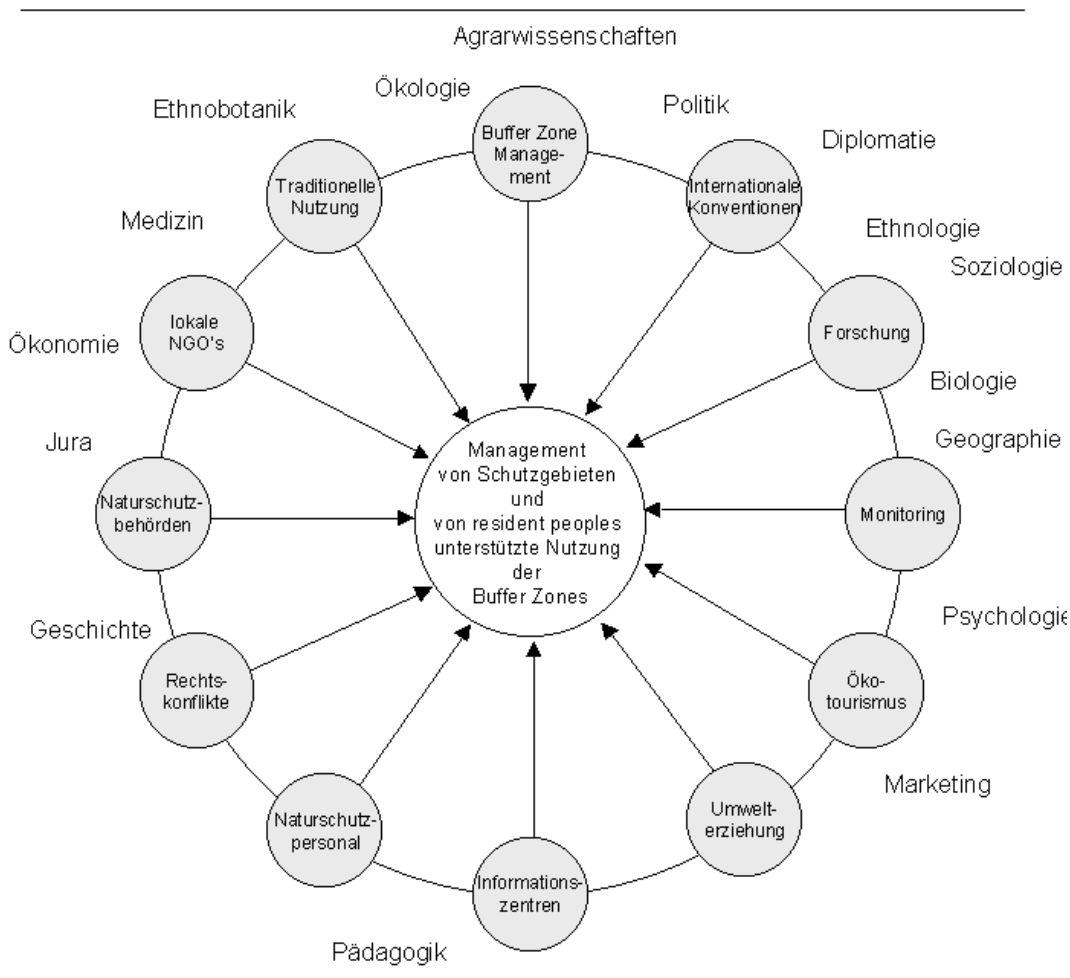 Agrarwissenschaften
Ökologie
Politik
Ethnobotanik
Diplomatie
Buffer Zone
Manage-
ment
Traditionelle
Nutzung
Internationale
Konventionen
Medizin
Ethnologie
Soziologie
lokale
NGO's
Forschung
Ökonomie
Biologie
Jura
Geographie
Management
von Schutzgebieten
und
von resident peoples
unterstützte Nutzung
der
Buffer Zones
Naturschutz-
behörden
Monitoring
Geschichte
Psychologie
Rechts-
konflikte
Öko-
tourismus
Marketing
Naturschutz-
personal
Umwelt-
erziehung
Informations-
zentren
Pädagogik